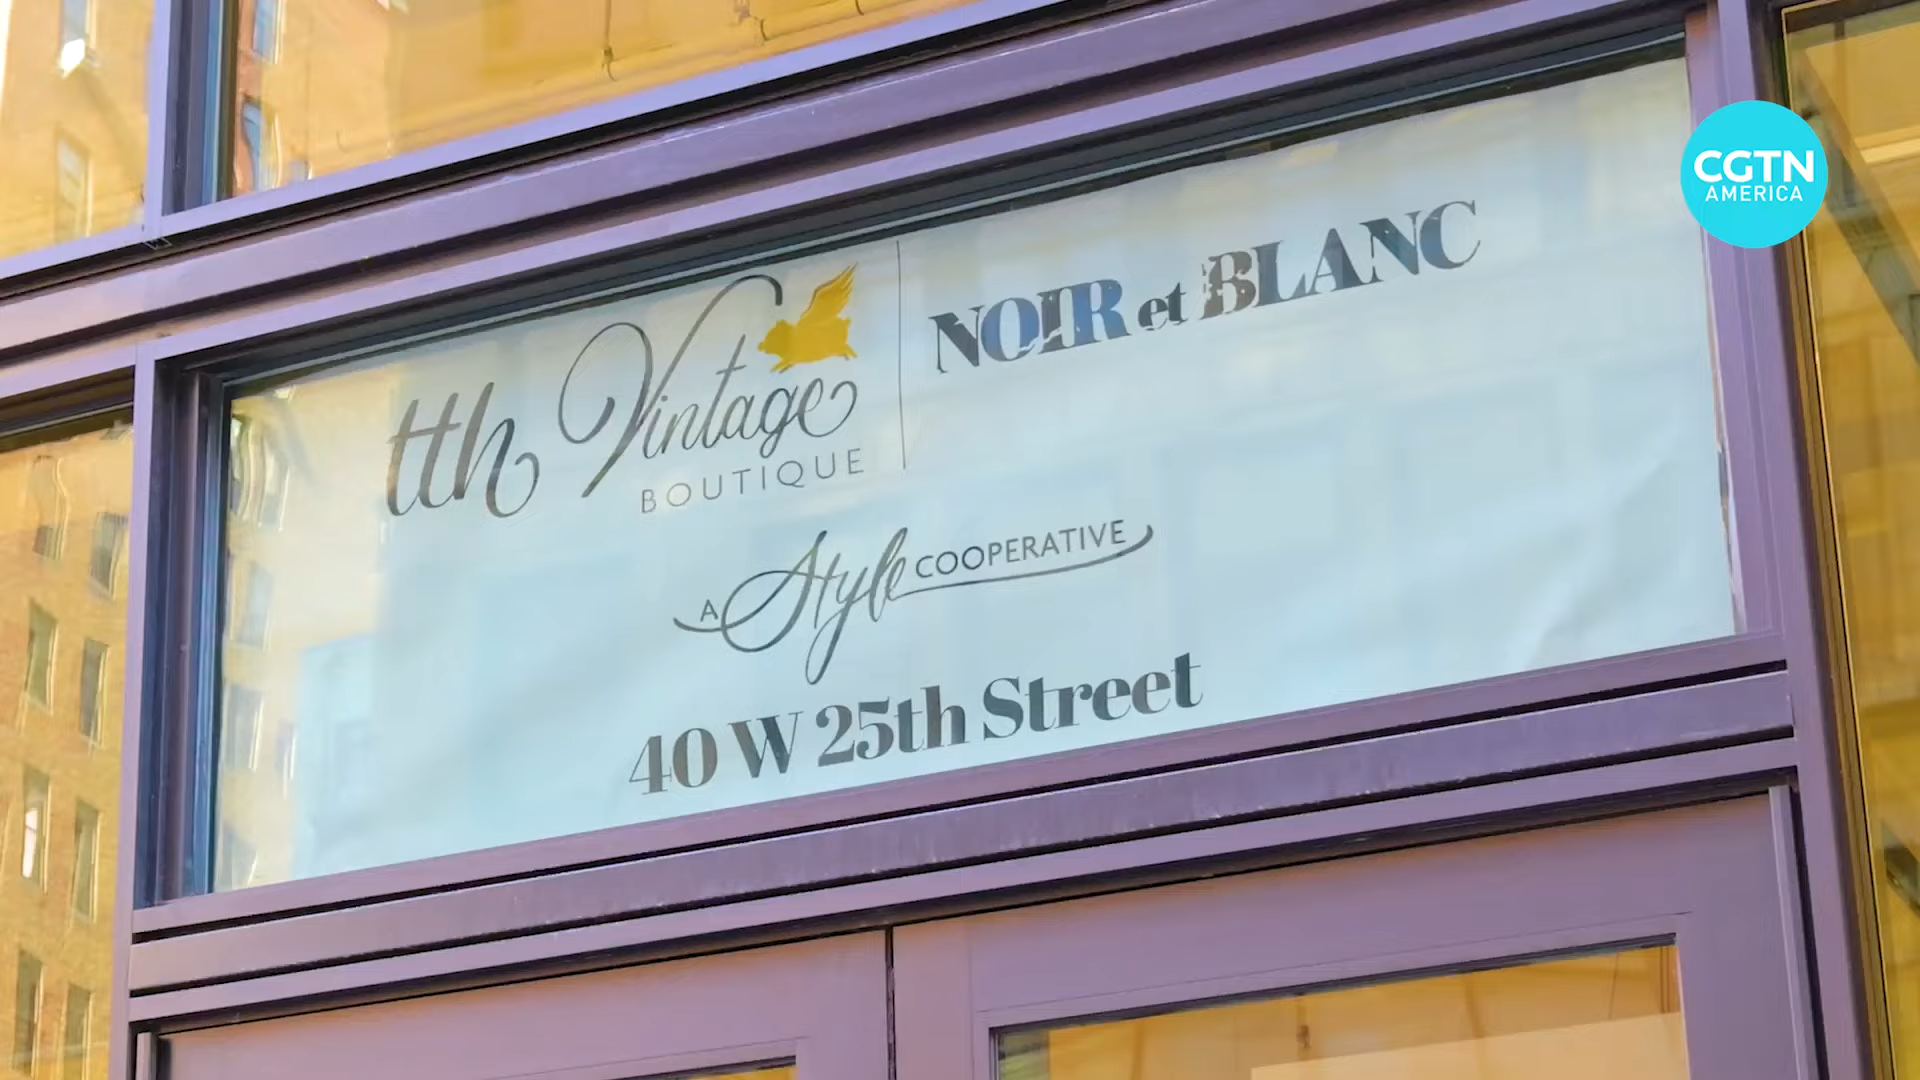 tth Vintage
BOUTIQUE
NOIR et BLANC
A Style COOPERATIVE
40 W 25th Street
CGTN
AMERICA